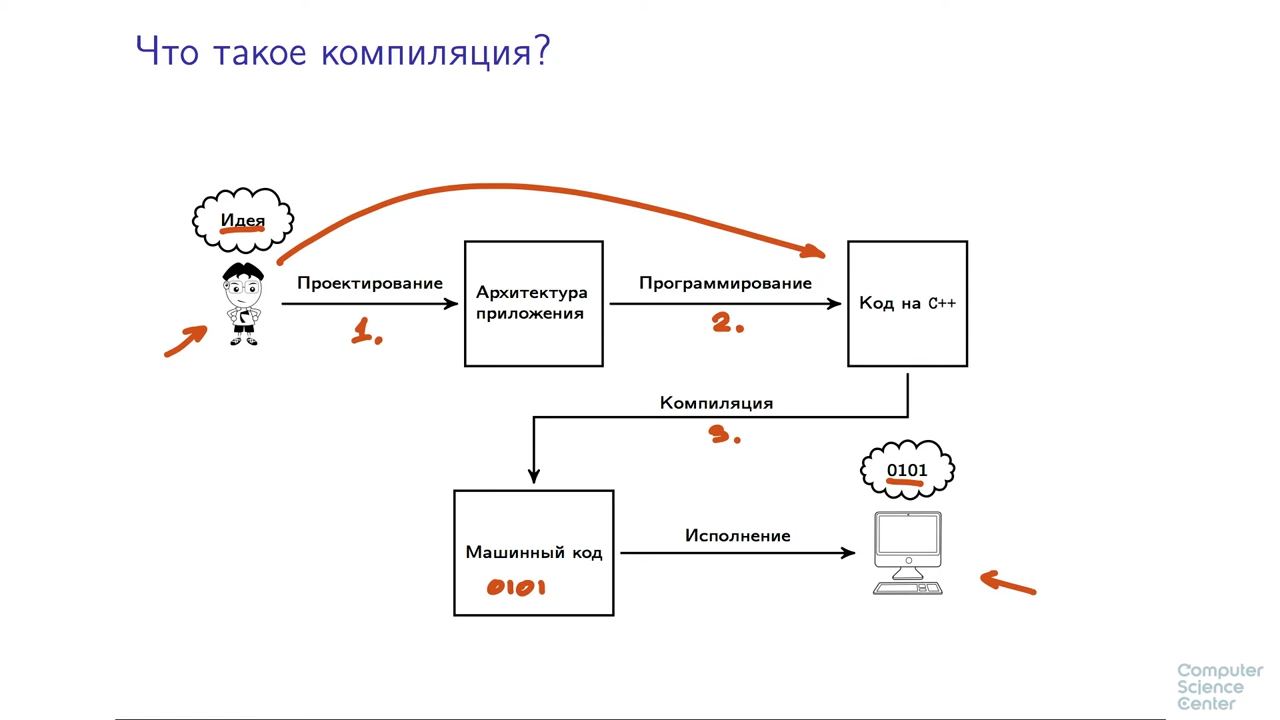 Что такое компиляция?
Идея
Проектирование
1.
Архитектура
приложения
Программирование
2.
Код на C++
Компиляция
3.
0101
Машинный код
0101
Исполнение
Computer
Science
Center